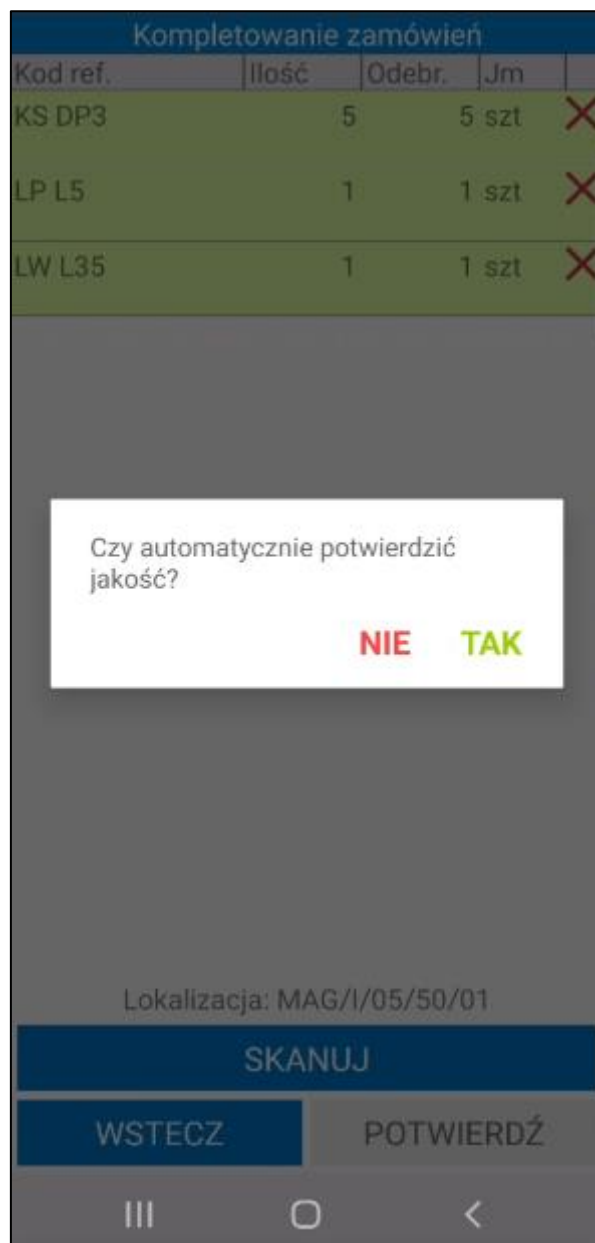 Kompletowanie zamówień
Kod ref. Ilość Odebr. Jm
KS DP3 5 5 szt
LP L5 1 1 szt
LW L35 1 1 szt
Czy automatycznie potwierdzić
jakość?
NIE TAK
Lokalizacja: MAG/I/05/50/01
SKANUJ
WSTECZ POTWIERDŹ